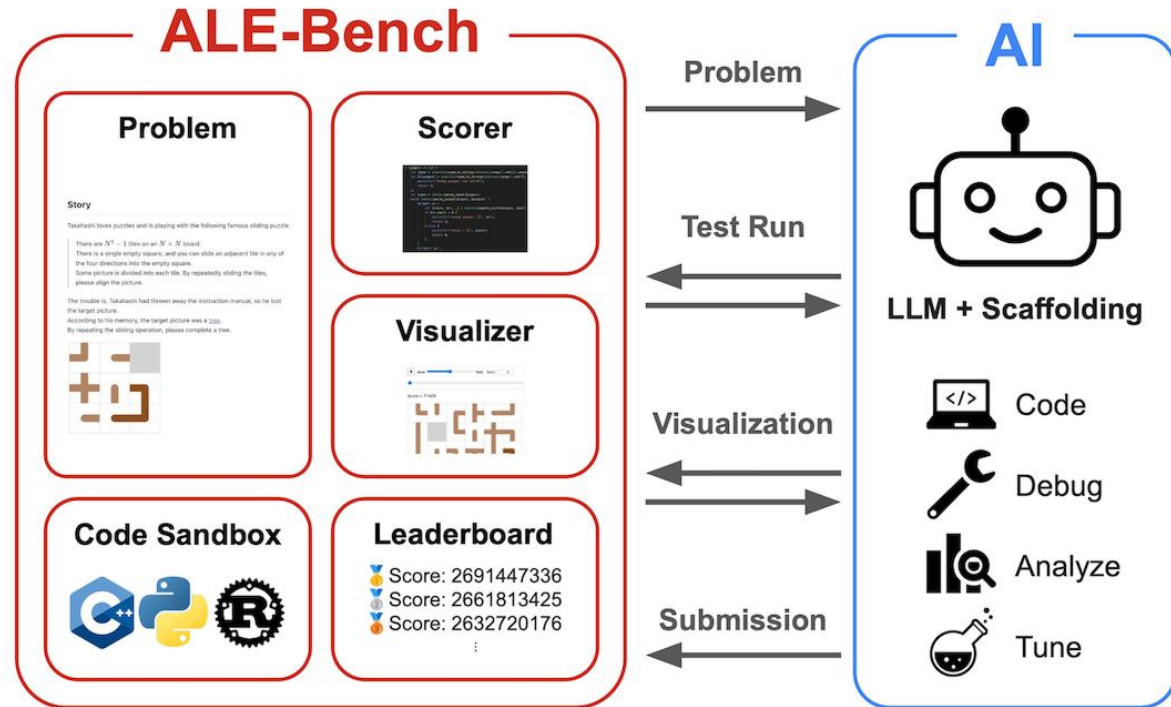 ALE-Bench
Problem
Story
Takahashi loves puzzles and is playing with the following famous sliding puzzle.
There are N² − 1 tiles on an N × N board.
There is a single empty square, and you can slide an adjacent tile in any of
the four directions into the empty square.
Some picture is divided into each tile. By repeatedly sliding the tiles,
please align the picture.
The trouble is, Takahashi had thrown away the instruction manual, so he lost
the target picture.
According to his memory, the target picture was a tree.
By repeating the sliding operation, please complete a tree.
Scorer
Visualizer
Code Sandbox
C++
R
Leaderboard
Score: 2691447336
Score: 2661813425
Score: 2632720176
⋮
Problem
Test Run
Visualization
Submission
AI
LLM + Scaffolding
</>
Code
Debug
Analyze
Tune